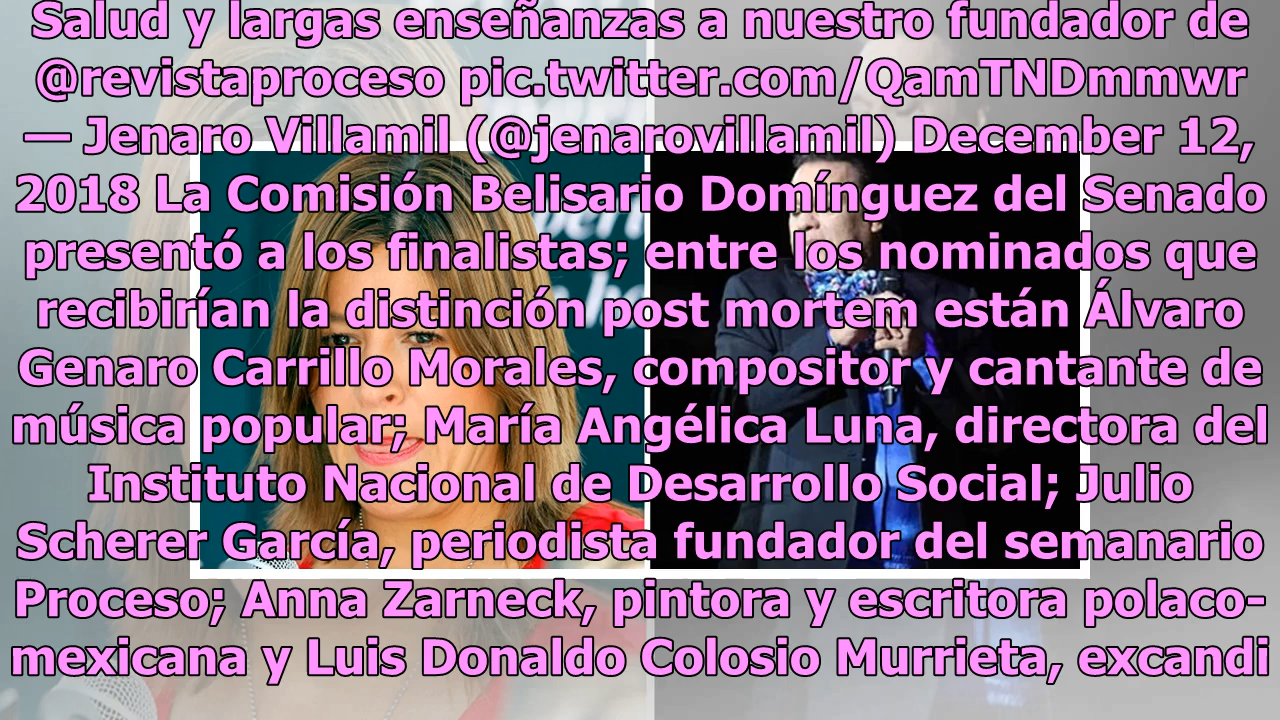 Salud y largas enseñanzas a nuestro fundador de
@revistaproceso pic.twitter.com/QamTNDmmwr
— Jenaro Villamil (@jenarovillamil) December 12,
2018 La Comisión Belisario Domínguez del Senado
presentó a los finalistas; entre los nominados que
recibirían la distinción post mortem están Álvaro
Genaro Carrillo Morales, compositor y cantante de
música popular; María Angélica Luna, directora del
Instituto Nacional de Desarrollo Social; Julio
Scherer García, periodista fundador del semanario
Proceso; Anna Zarneck, pintora y escritora polaco-
mexicana y Luis Donaldo Colosio Murrieta, excandi